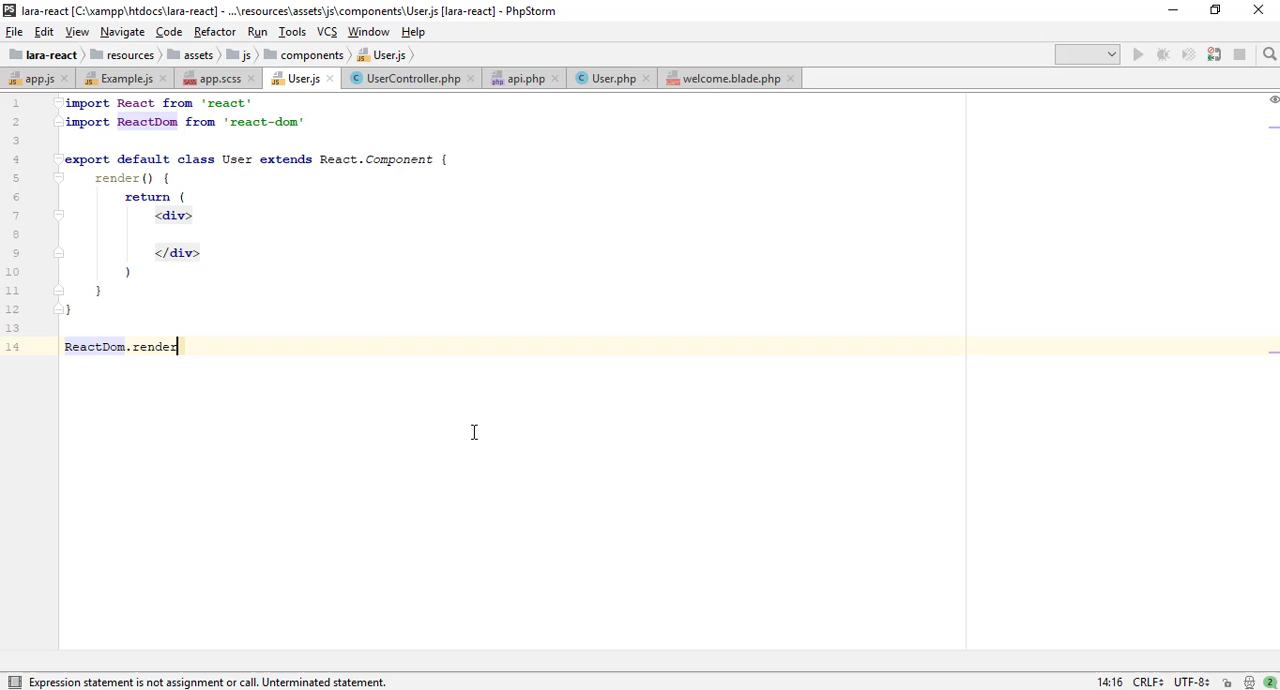 PS lara-react [C:\xampp\htdocs\lara-react] - ...\resources\assets\js\components\User.js [lara-react] - PhpStorm
File Edit View Navigate Code Refactor Run Tools VCS Window Help
lara-react resources assets js components User.js
app.js Example.js app.scss User.js UserController.php api.php User.php welcome.blade.php
1 import React from 'react'
2 import ReactDom from 'react-dom'
3
4 export default class User extends React.Component {
5 render() {
6 return (
7 <div>
8
9 </div>
10 )
11 }
12 }
13
14 ReactDom.render
Expression statement is not assignment or call. Unterminated statement. 14:16 CRLF UTF-8 2